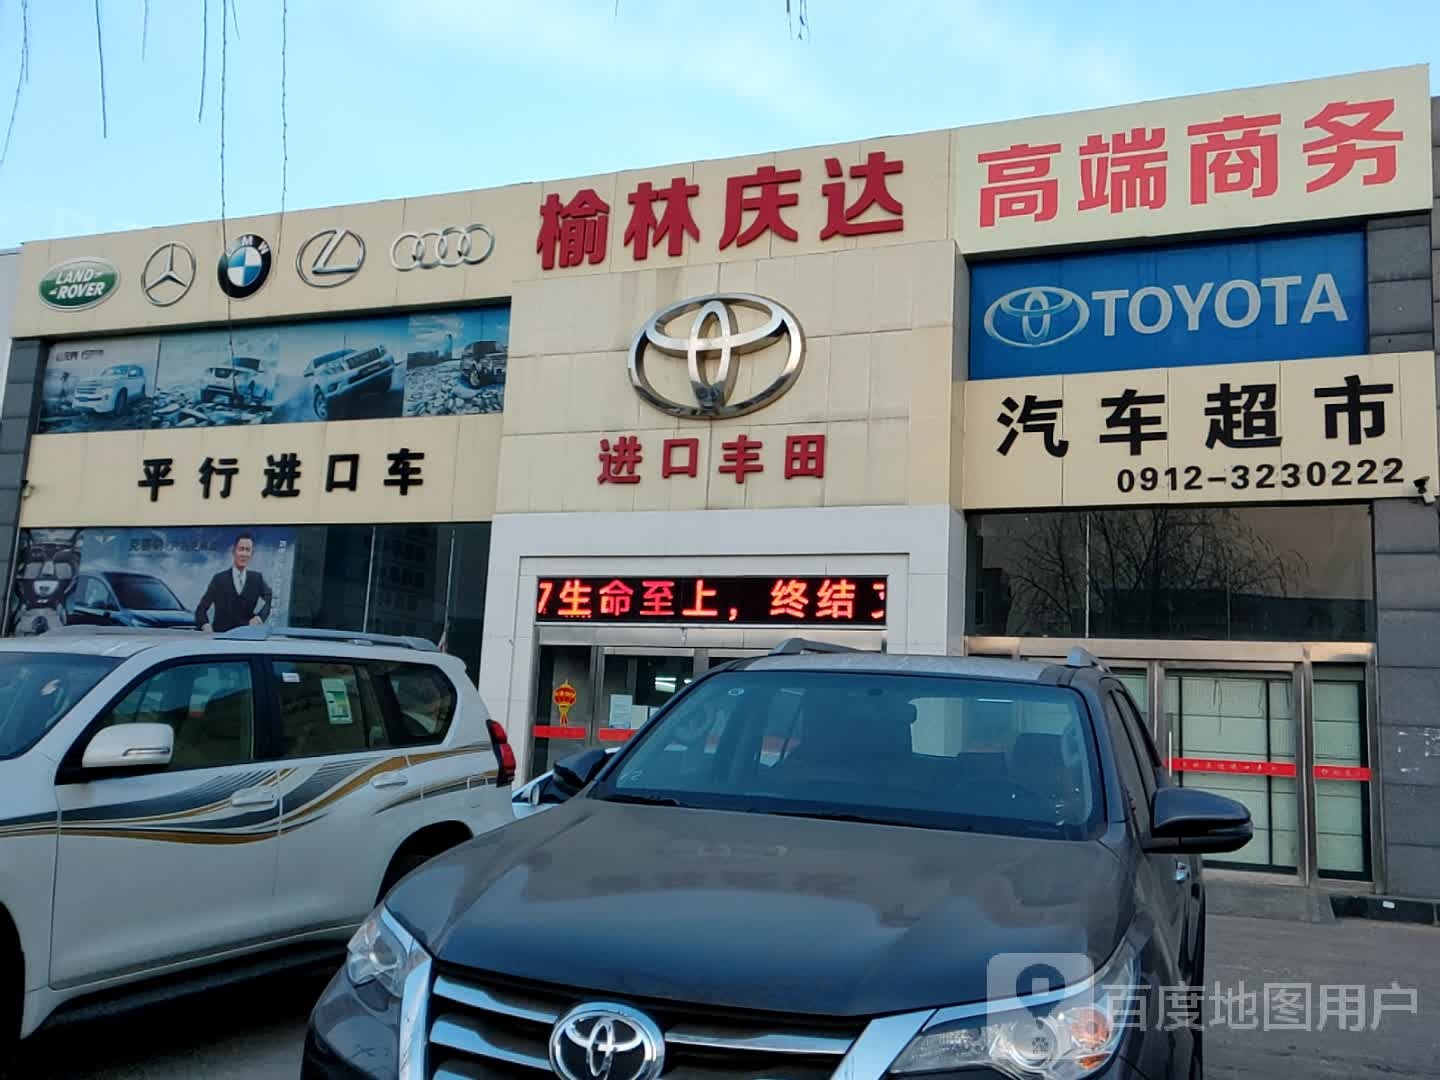 榆林庆达
高端商务
LAND-
-ROVER
BMW
TOYOTA
进口丰田
汽车超市
0912-3230222
平行进口车
7生命至上，终结
百度地图用户